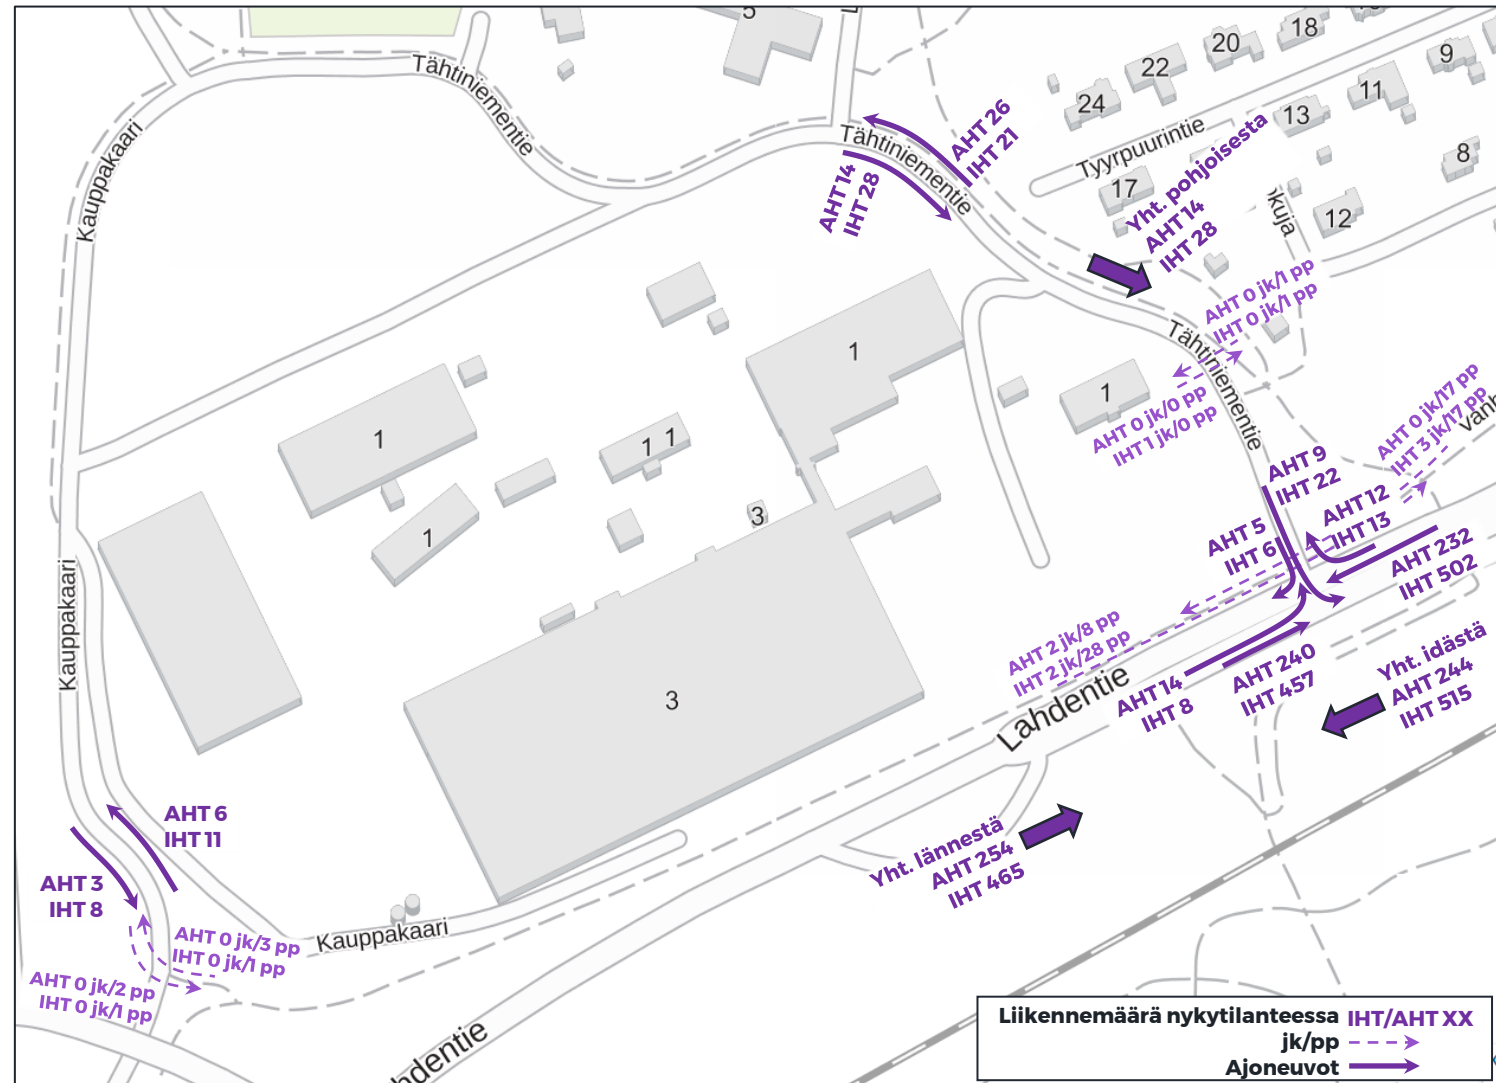 5
18
20
22
24
9
11
13
8
17
12
Tähtiniementie
Kauppakaari
Tähtiniementie
Tyyrpuurintie
kuja
AHT 26
IHT 21
AHT 14
IHT 28
Yht. pohjoisesta
AHT 14
IHT 28
AHT 0 jk/1 pp
IHT 0 jk/1 pp
Tähtiniementie
AHT 0 jk/0 pp
IHT 1 jk/0 pp
AHT 0 jk/17 pp
IHT 3 jk/17 pp
vanh
1
1
1
1
1
1
1
3
3
AHT 9
IHT 22
AHT 12
IHT 13
AHT 5
IHT 6
AHT 232
IHT 502
AHT 2 jk/8 pp
IHT 2 jk/28 pp
Lahdentie
AHT 14
IHT 8
AHT 240
IHT 457
Yht. idästä
AHT 244
IHT 515
Kauppakaari
AHT 6
IHT 11
AHT 3
IHT 8
Yht. lännestä
AHT 254
IHT 465
Kauppakaari
AHT 0 jk/3 pp
IHT 0 jk/1 pp
AHT 0 jk/2 pp
IHT 0 jk/1 pp
hdentie
Liikennemäärä nykytilanteessa IHT/AHT XX
jk/pp
Ajoneuvot